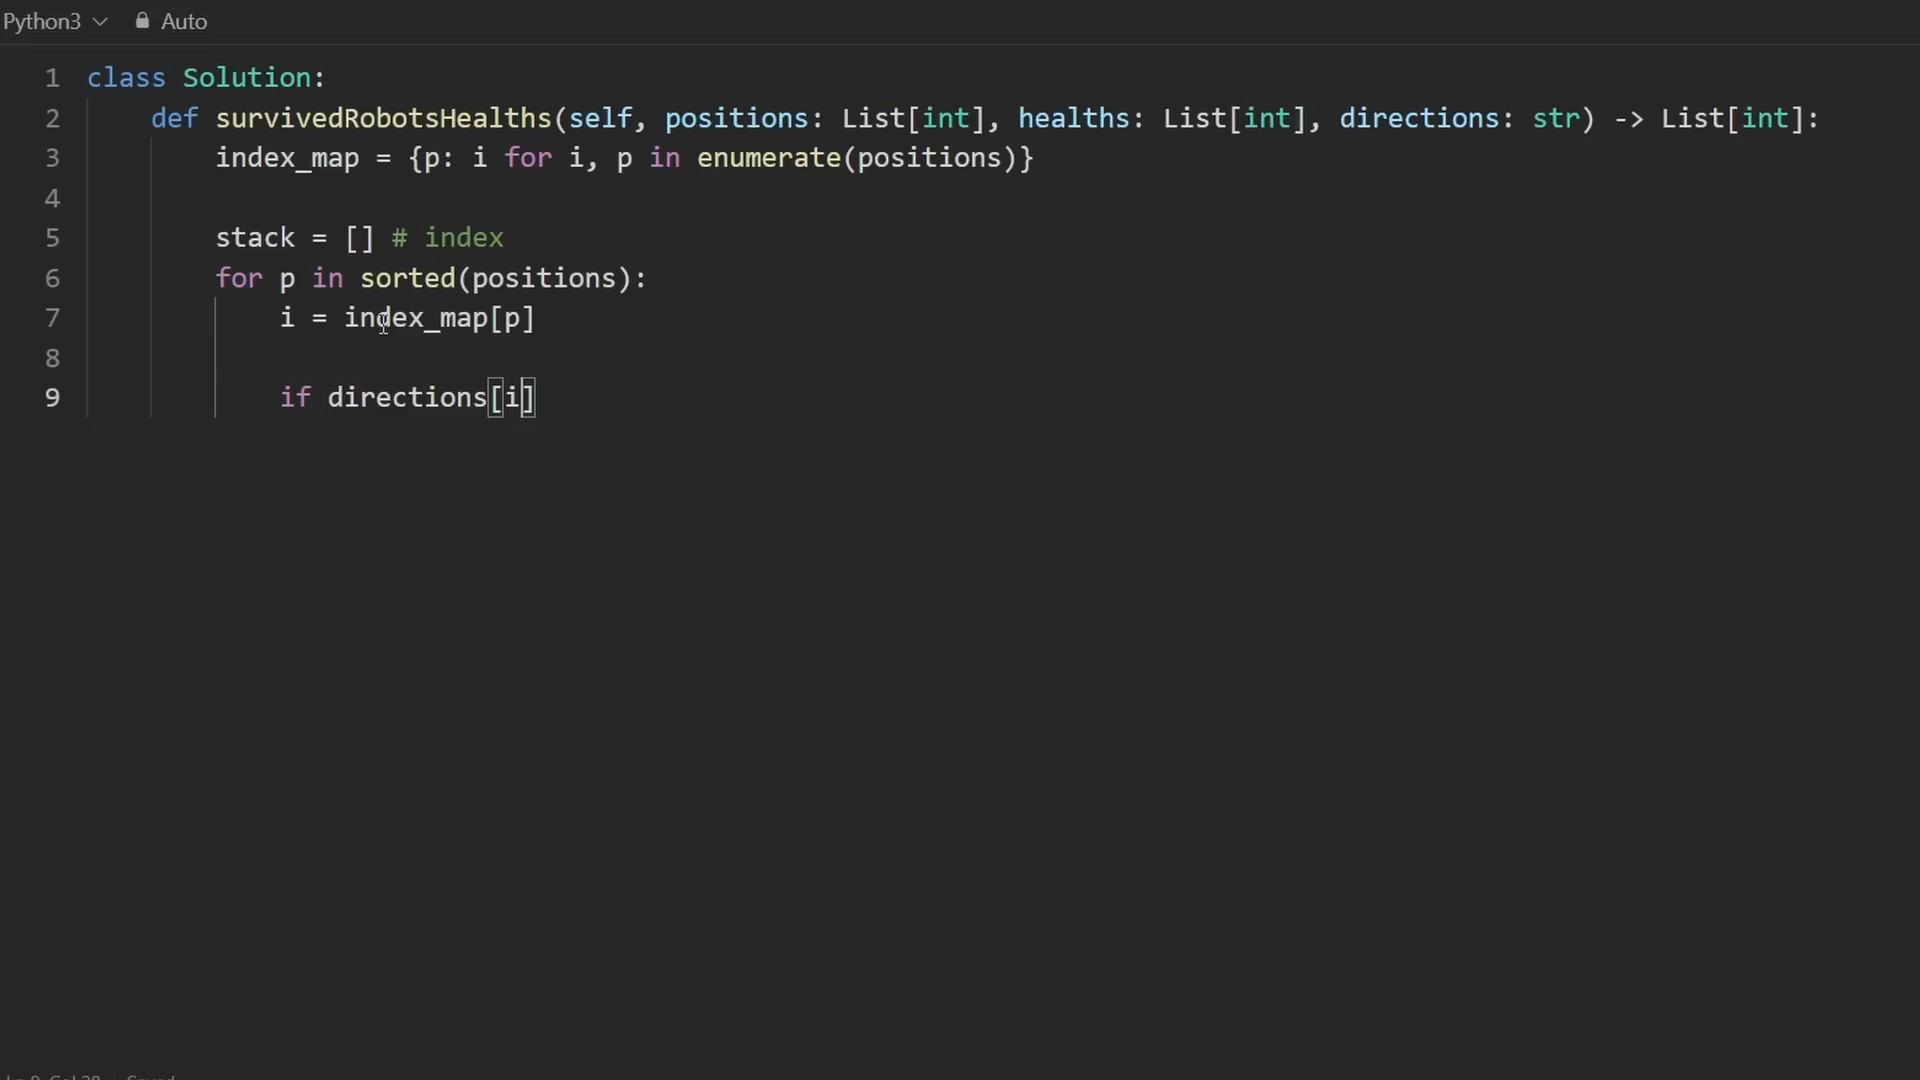 Python3 Auto
1 class Solution:
2 def survivedRobotsHealths(self, positions: List[int], healths: List[int], directions: str) -> List[int]:
3 index_map = {p: i for i, p in enumerate(positions)}
4
5 stack = [] # index
6 for p in sorted(positions):
7 i = index_map[p]
8
9 if directions[i]